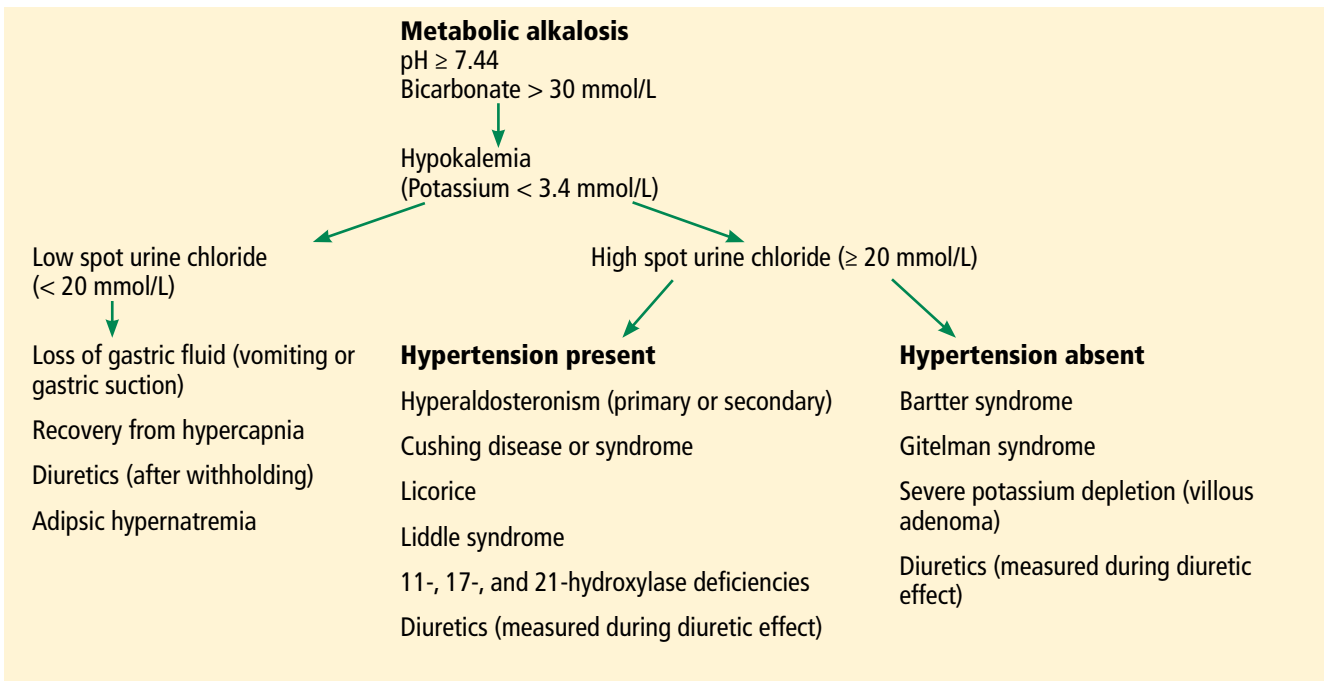 Metabolic alkalosis
pH ≥ 7.44
Bicarbonate > 30 mmol/L
Hypokalemia
(Potassium < 3.4 mmol/L)
Low spot urine chloride
(< 20 mmol/L)
High spot urine chloride (≥ 20 mmol/L)
Loss of gastric fluid (vomiting or
gastric suction)
Recovery from hypercapnia
Diuretics (after withholding)
Adipsic hypernatremia
Hypertension present
Hyperaldosteronism (primary or secondary)
Cushing disease or syndrome
Licorice
Liddle syndrome
11-, 17-, and 21-hydroxylase deficiencies
Diuretics (measured during diuretic effect)
Hypertension absent
Bartter syndrome
Gitelman syndrome
Severe potassium depletion (villous
adenoma)
Diuretics (measured during diuretic
effect)